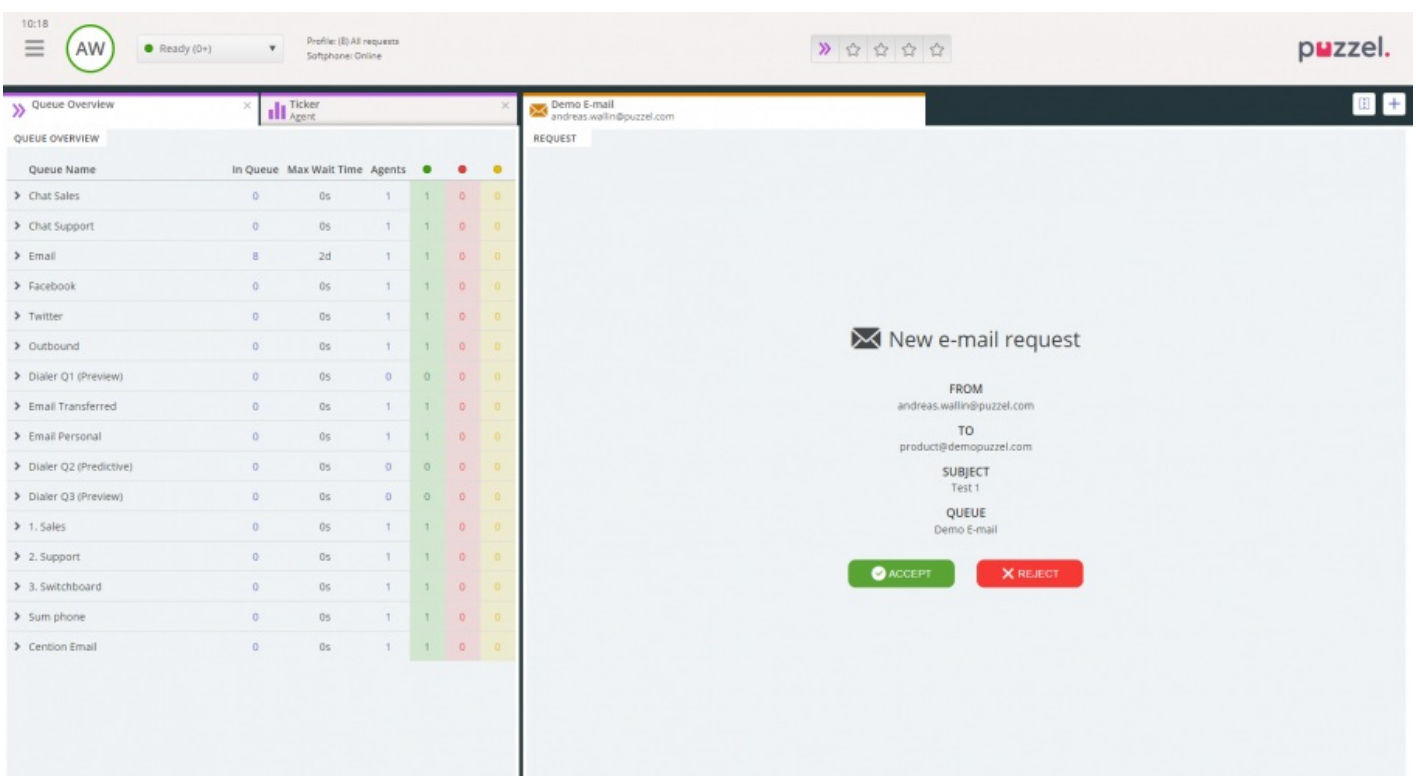 10:18
AW
Ready (0+)
Profile: (8) All requests
Softphone: Online
puzzel.
Queue Overview
Ticker
Agent
Demo E-mail
andreas.wallin@puzzel.com
QUEUE OVERVIEW
REQUEST
Queue Name In Queue Max Wait Time Agents
Chat Sales 0 0s 1 1 0 0
Chat Support 0 0s 1 1 0 0
Email 8 2d 1 1 0 0
Facebook 0 0s 1 1 0 0
Twitter 0 0s 1 1 0 0
Outbound 0 0s 1 1 0 0
Dialer Q1 (Preview) 0 0s 0 0 0 0
Email Transferred 0 0s 1 1 0 0
Email Personal 0 0s 1 1 0 0
Dialer Q2 (Predictive) 0 0s 0 0 0 0
Dialer Q3 (Preview) 0 0s 0 0 0 0
1. Sales 0 0s 1 1 0 0
2. Support 0 0s 1 1 0 0
3. Switchboard 0 0s 1 1 0 0
Sum phone 0 0s 1 1 0 0
Cention Email 0 0s 1 1 0 0
New e-mail request
FROM
andreas.wallin@puzzel.com
TO
product@demopuzzel.com
SUBJECT
Test 1
QUEUE
Demo E-mail
ACCEPT
REJECT